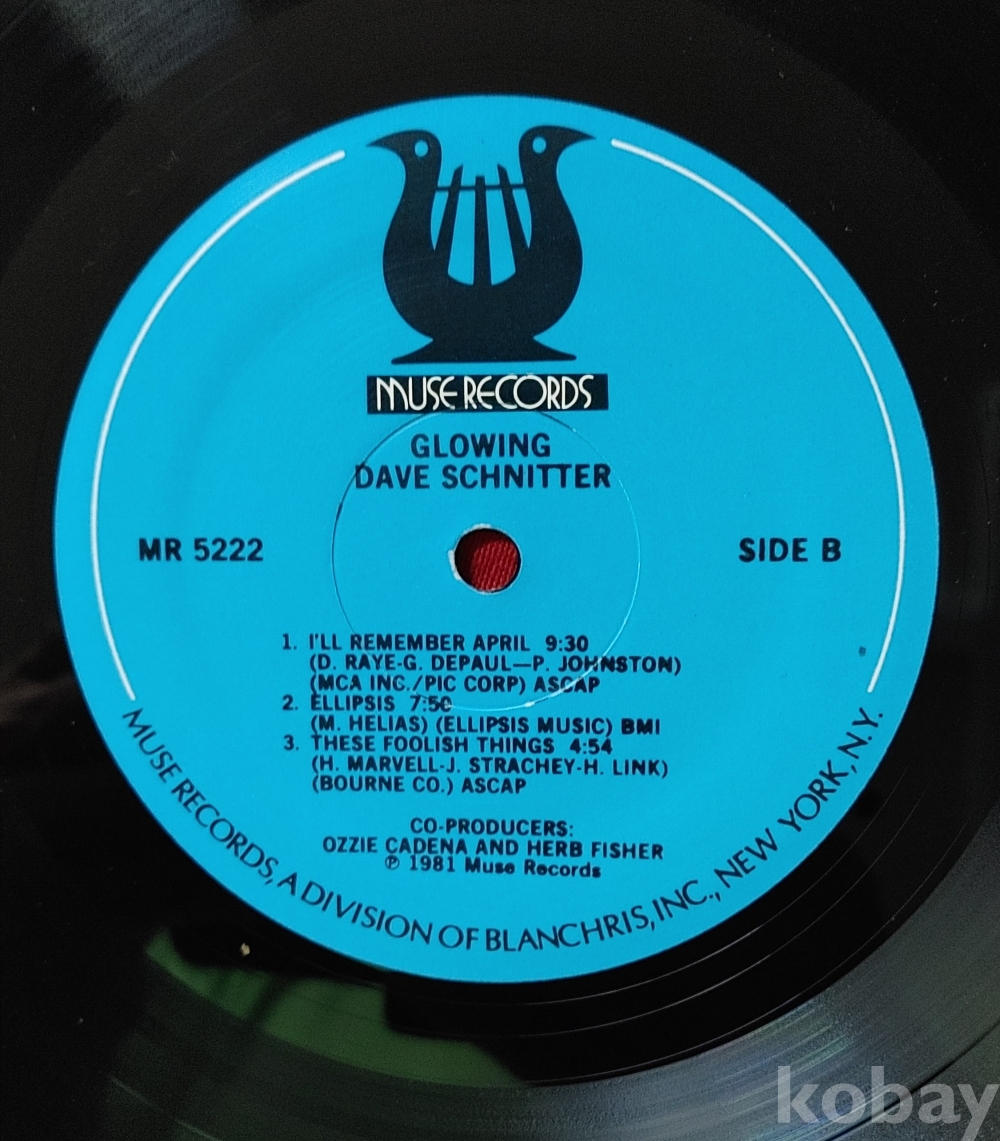 MUSE RECORDS
GLOWING
DAVE SCHNITTER
MR 5222
SIDE B
1. I'LL REMEMBER APRIL 9:30
(D. RAYE-G. DEPAUL—P. JOHNSTON)
(MCA INC./PIC CORP) ASCAP
2. ELLIPSIS 7:50
(M. HELIAS) (ELLIPSIS MUSIC) BMI
3. THESE FOOLISH THINGS 4:54
(H. MARVELL-J. STRACHEY-H. LINK)
(BOURNE CO.) ASCAP
CO-PRODUCERS:
OZZIE CADENA AND HERB FISHER
℗ 1981 Muse Records
MUSE RECORDS, A DIVISION OF BLANCHRIS, INC., NEW YORK, N.Y.
kobay